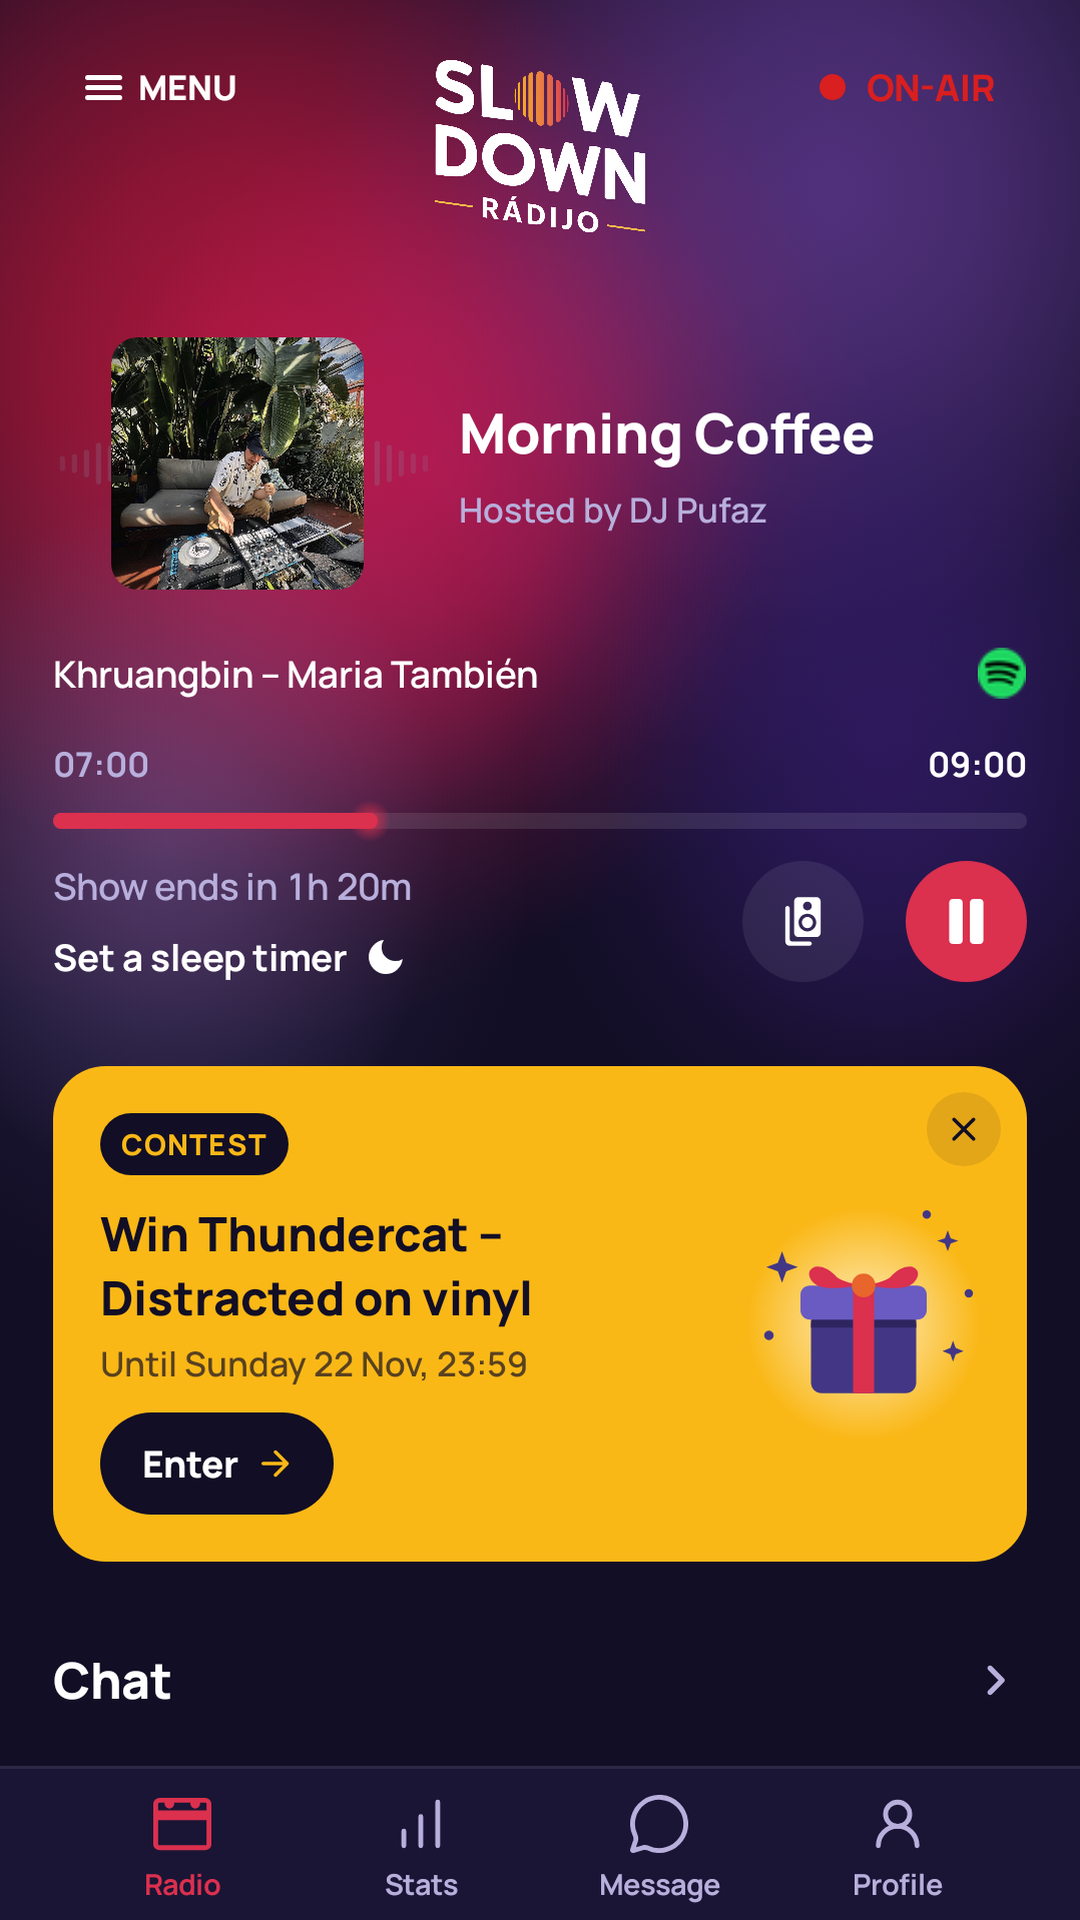 MENU
SLOW
DOWN
RÁDIJO
ON-AIR
Morning Coffee
Hosted by DJ Pufaz
Khruangbin – Maria También
07:00
09:00
Show ends in 1h 20m
Set a sleep timer
CONTEST
Win Thundercat –
Distracted on vinyl
Until Sunday 22 Nov, 23:59
Enter
Chat
Radio
Stats
Message
Profile